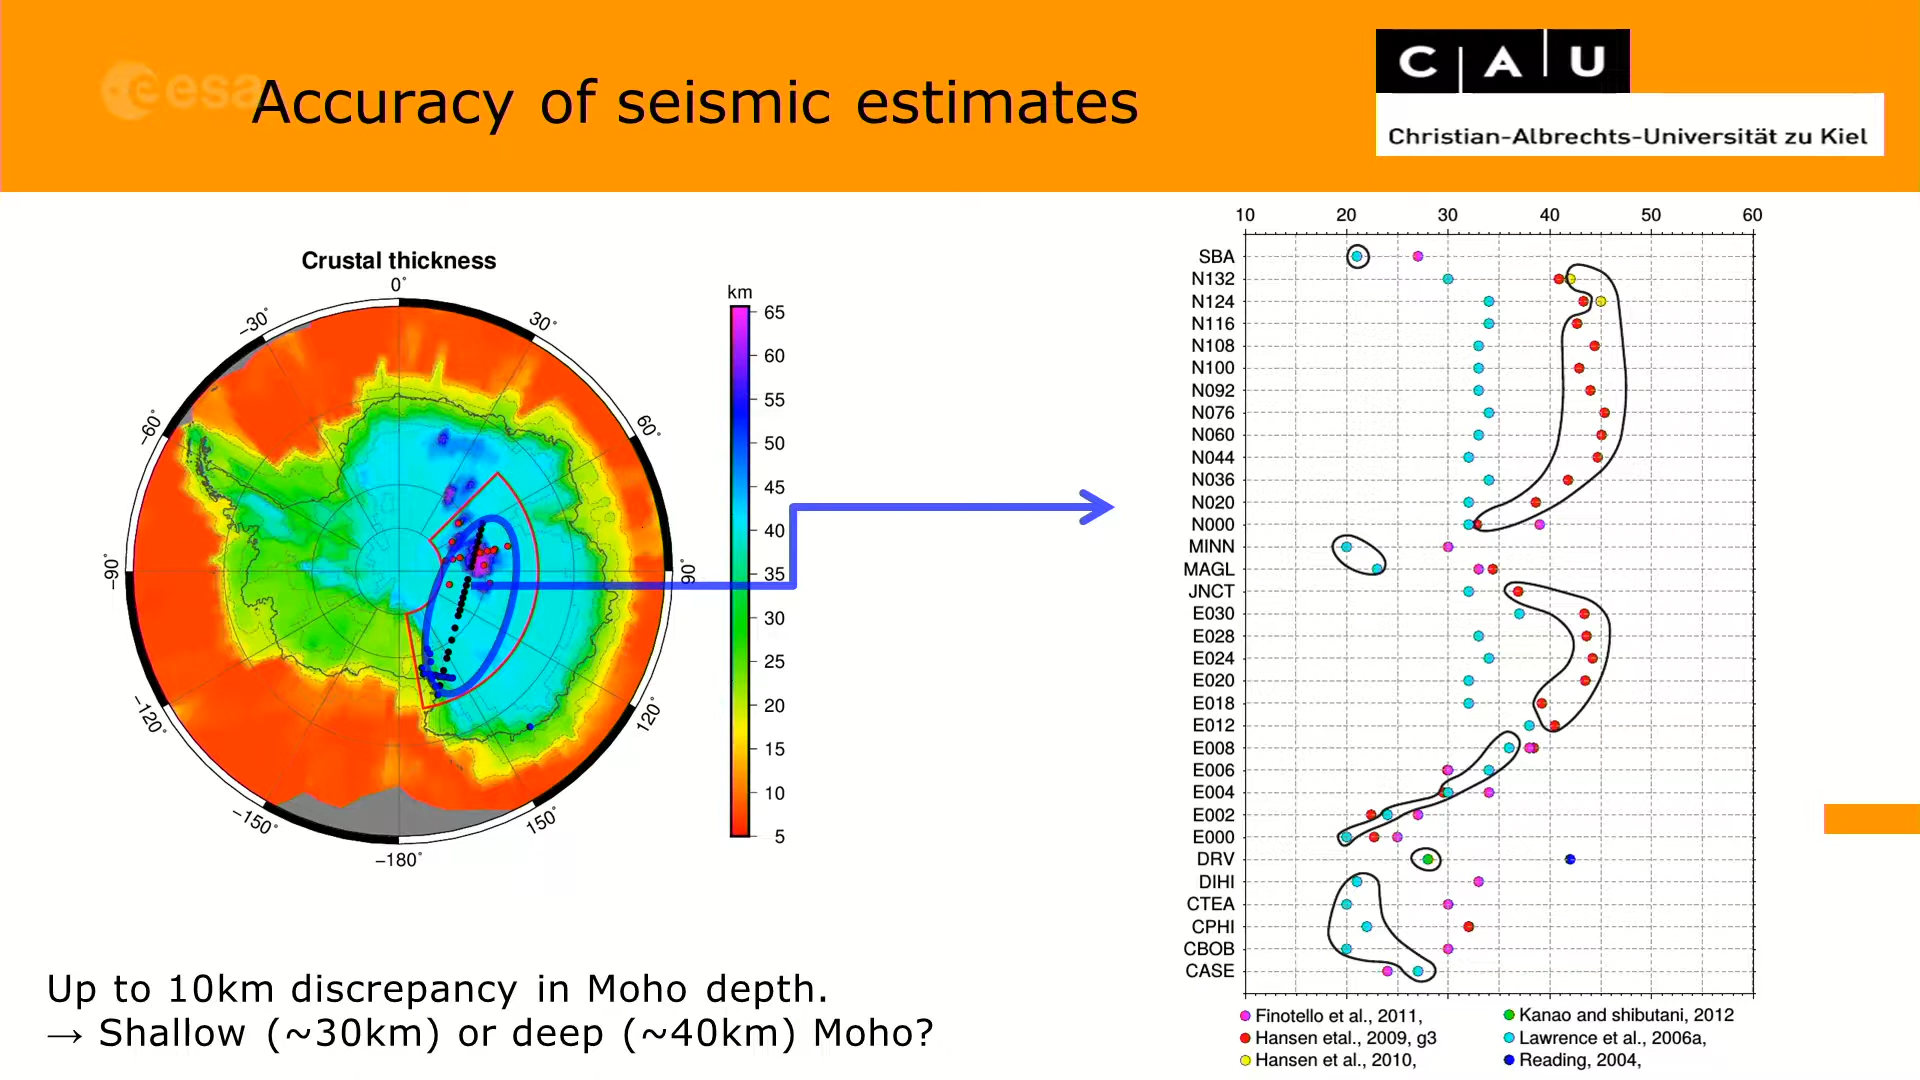 esa
Accuracy of seismic estimates
C A U
Christian-Albrechts-Universität zu Kiel
Crustal thickness
0°
30°
60°
90°
120°
150°
−180°
−150°
−120°
−90°
−60°
−30°
km
65
60
55
50
45
40
35
30
25
20
15
10
5
10 20 30 40 50 60
SBA
N132
N124
N116
N108
N100
N092
N076
N060
N044
N036
N020
N000
MINN
MAGL
JNCT
E030
E028
E024
E020
E018
E012
E008
E006
E004
E002
E000
DRV
DIHI
CTEA
CPHI
CBOB
CASE
Finotello et al., 2011,
Hansen etal., 2009, g3
Hansen et al., 2010,
Kanao and shibutani, 2012
Lawrence et al., 2006a,
Reading, 2004,
Up to 10km discrepancy in Moho depth.
→ Shallow (~30km) or deep (~40km) Moho?